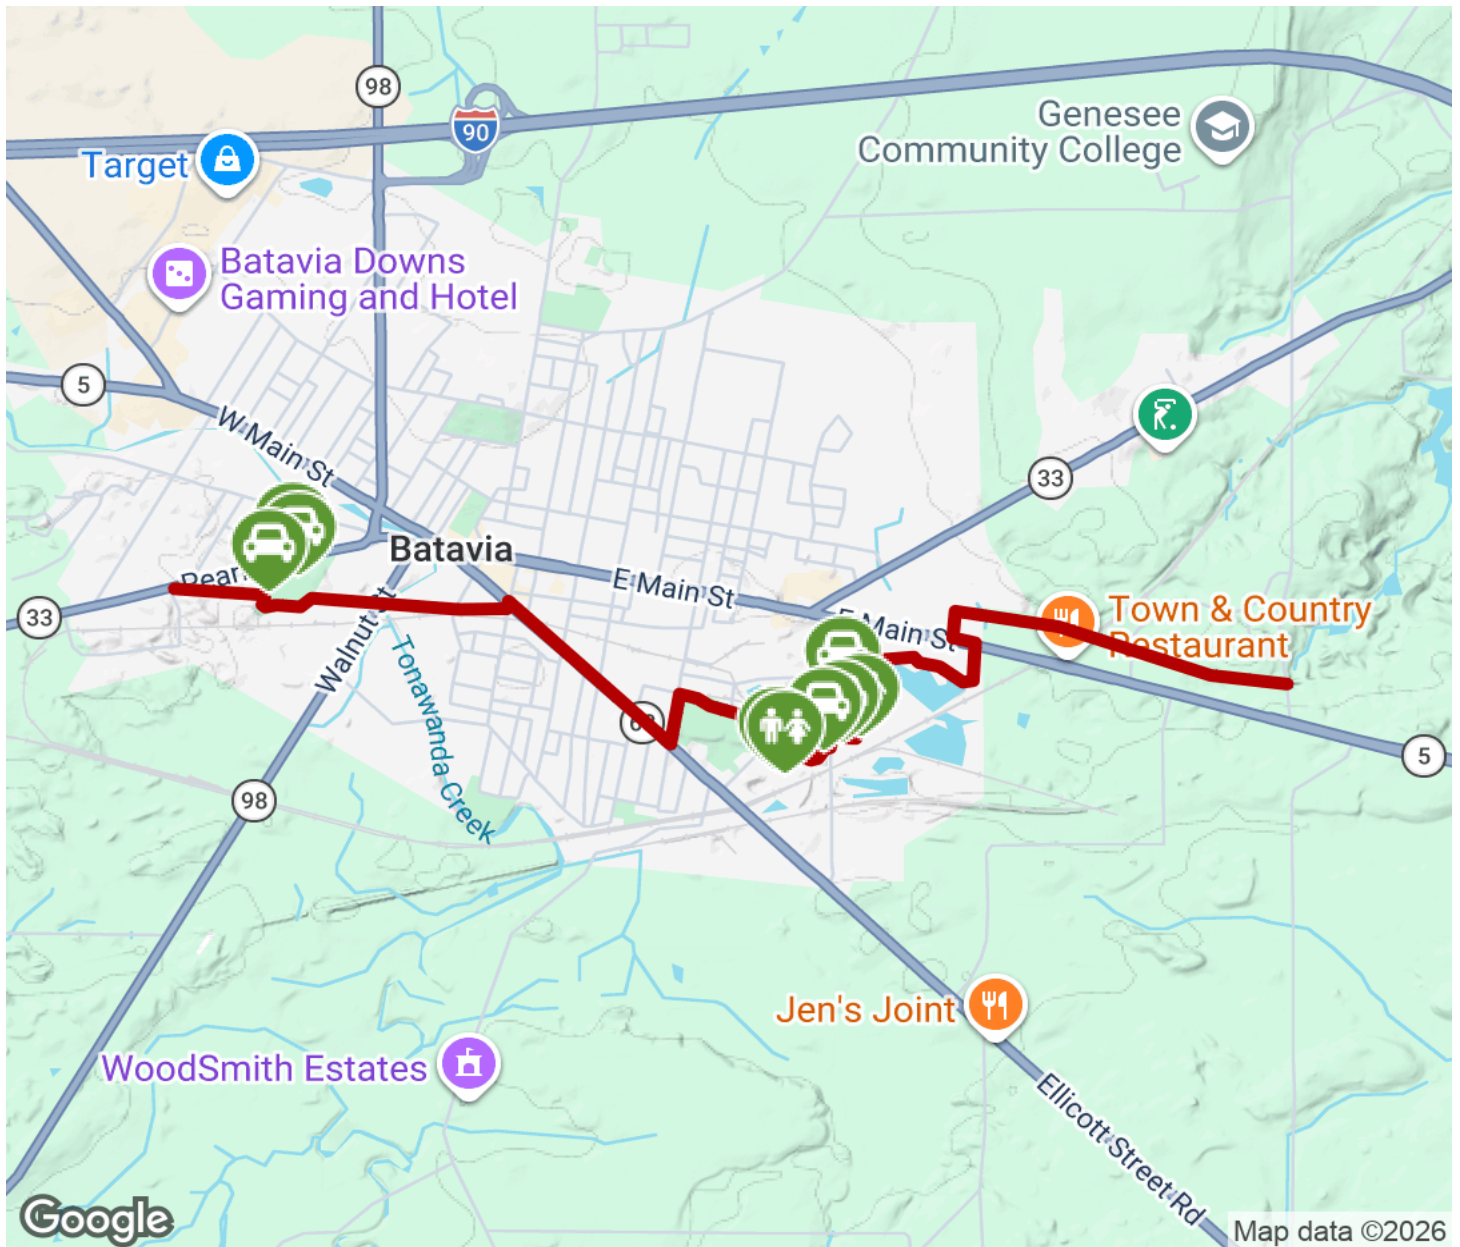 98
90
Genesee
Community College
Target
Batavia Downs
Gaming and Hotel
5
W Main St
33
Batavia
E Main St
33
Walnut St
E Main St
Town & Country
Restaurant
Tonawanda Creek
5
98
Jen's Joint
WoodSmith Estates
Ellicott Street Rd
Google
Map data ©2026